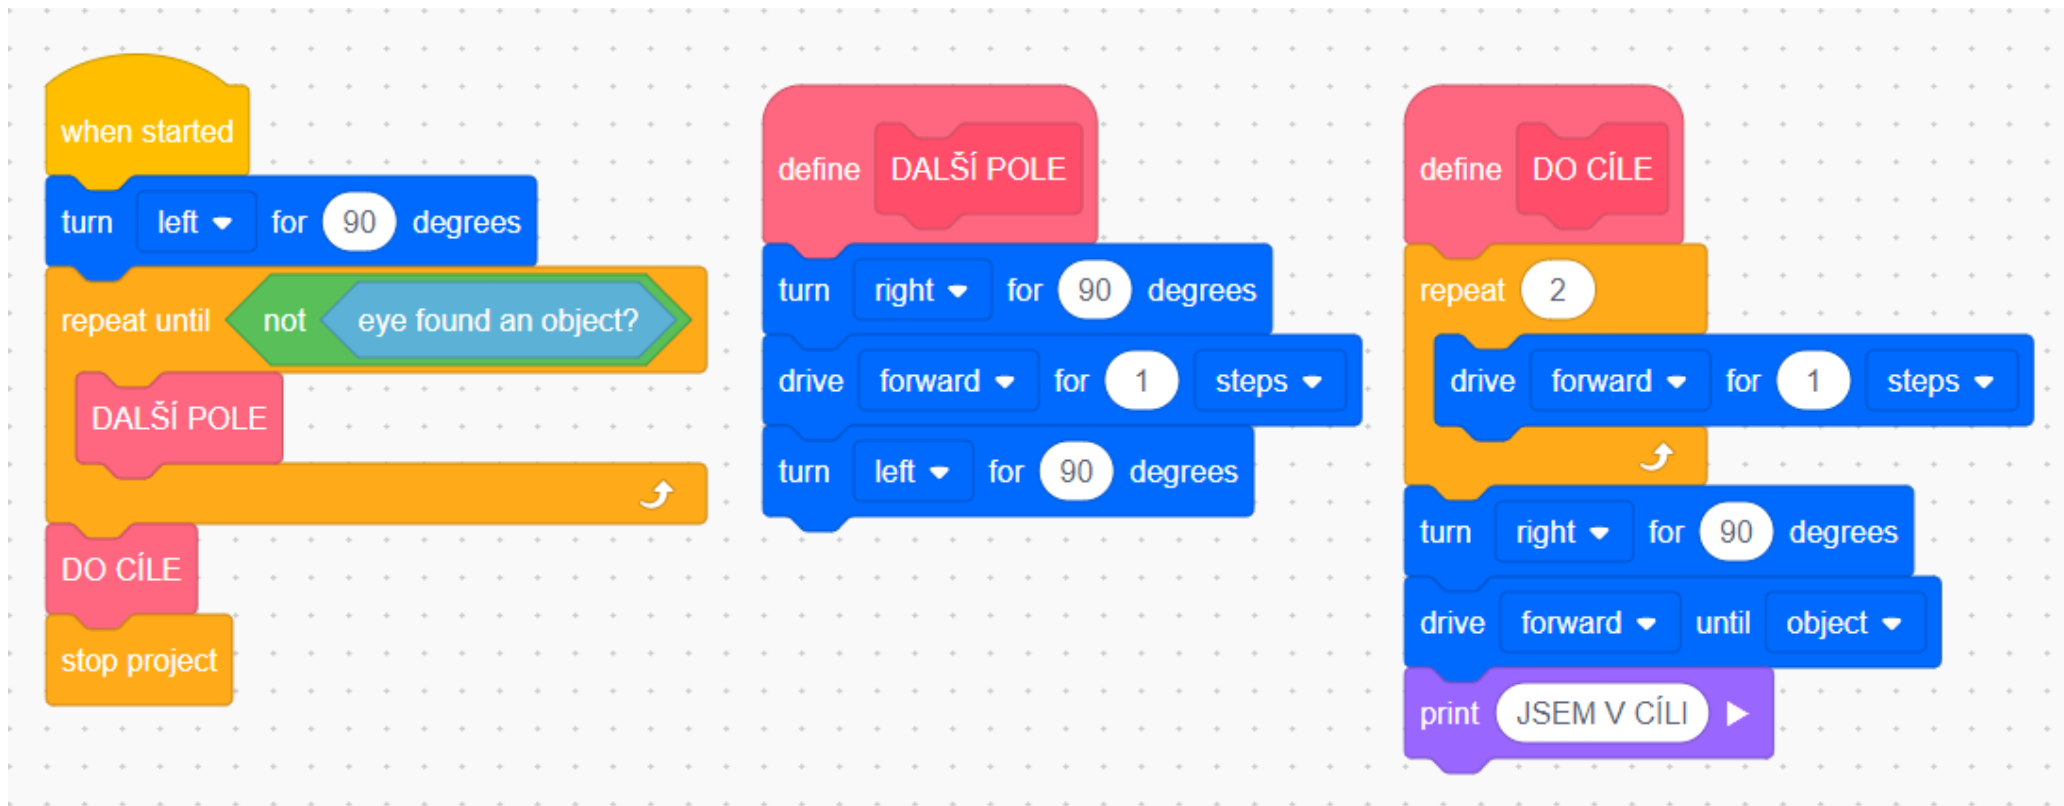 when started
turn left for 90 degrees
repeat until not eye found an object?
DALŠÍ POLE
DO CÍLE
stop project
define DALŠÍ POLE
turn right for 90 degrees
drive forward for 1 steps
turn left for 90 degrees
define DO CÍLE
repeat 2
drive forward for 1 steps
turn right for 90 degrees
drive forward until object
print JSEM V CÍLI